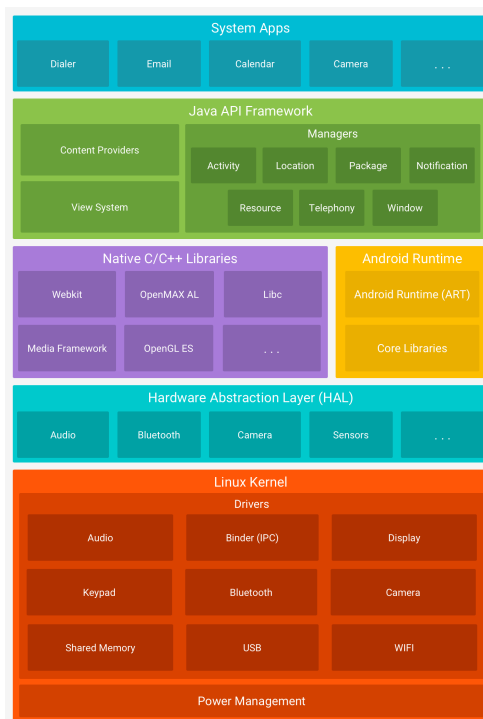 System Apps
Dialer
Email
Calendar
Camera
. . .
Java API Framework
Content Providers
View System
Managers
Activity
Location
Package
Notification
Resource
Telephony
Window
Native C/C++ Libraries
Webkit
OpenMAX AL
Libc
Media Framework
OpenGL ES
. . .
Android Runtime
Android Runtime (ART)
Core Libraries
Hardware Abstraction Layer (HAL)
Audio
Bluetooth
Camera
Sensors
. . .
Linux Kernel
Drivers
Audio
Binder (IPC)
Display
Keypad
Bluetooth
Camera
Shared Memory
USB
WIFI
Power Management